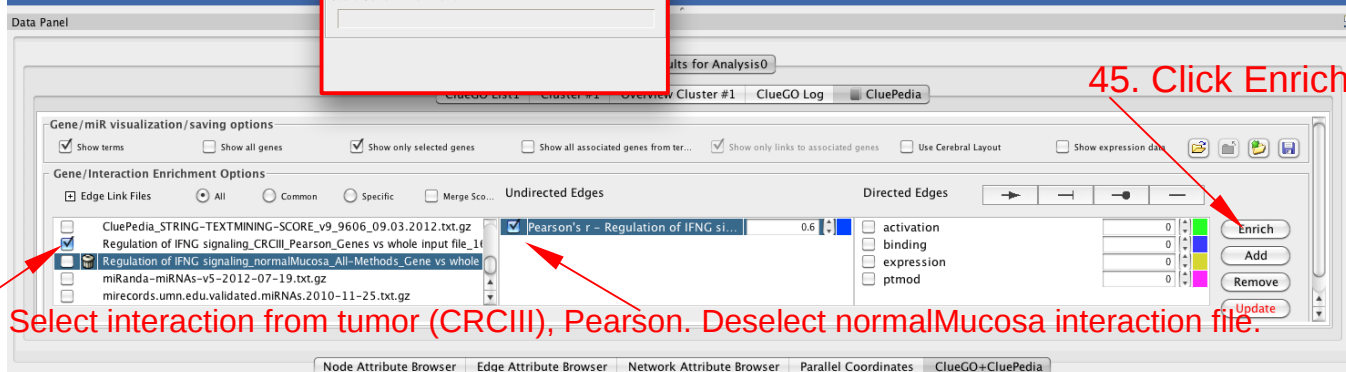 Data Panel
ults for Analysis0
45. Click Enrich
ClueGO List1 Cluster #1 Overview Cluster #1 ClueGO Log CluePedia
Gene/miR visualization/saving options
Show terms Show all genes Show only selected genes Show all associated genes from ter... Show only links to associated genes Use Cerebral Layout Show expression data
Gene/Interaction Enrichment Options
Edge Link Files All Common Specific Merge Sco... Undirected Edges Directed Edges
CluePedia_STRING-TEXTMINING-SCORE_v9_9606_09.03.2012.txt.gz Pearson's r - Regulation of IFNG si... 0.6 activation 0 Enrich
Regulation of IFNG signaling_CRCIII_Pearson_Genes vs whole input file_1 binding 0
Regulation of IFNG signaling_normalMucosa_All-Methods_Gene vs whole expression 0 Add
miRanda-miRNAs-v5-2012-07-19.txt.gz ptmod 0 Remove
mirecords.umn.edu.validated.miRNAs.2010-11-25.txt.gz
Update
Select interaction from tumor (CRCIII), Pearson. Deselect normalMucosa interaction file.
Node Attribute Browser Edge Attribute Browser Network Attribute Browser Parallel Coordinates ClueGO+CluePedia